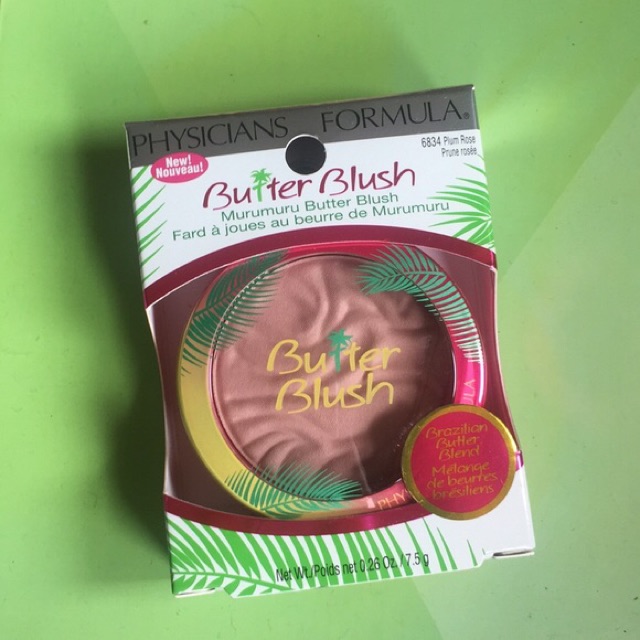 PHYSICIANS FORMULA®
6834 Plum Rose
Prune rosée
New!
Nouveau!
Butter Blush
Murumuru Butter Blush
Fard à joues au beurre de Murumuru
Butter
Blush
Brazilian
Butter
Blend
Mélange
de beurres
brésiliens
Net Wt./Poids net 0.26 Oz. / 7.5 g